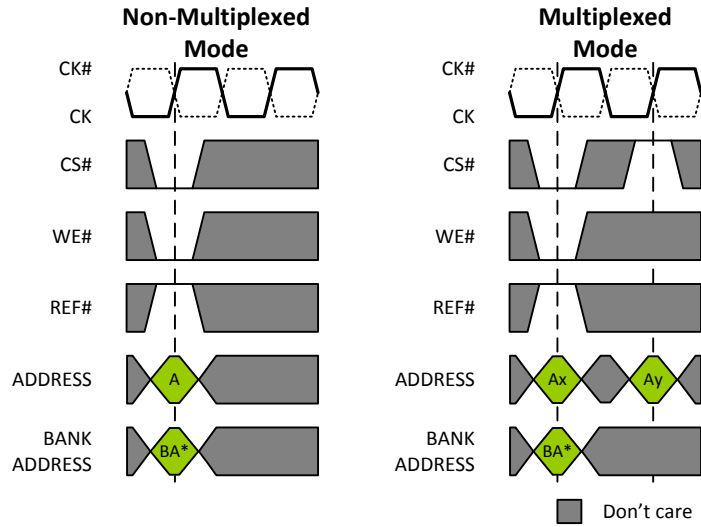 Non-Multiplexed
Mode
CK#
CK
CS#
WE#
REF#
ADDRESS
A
BANK
ADDRESS
BA*
Multiplexed
Mode
CK#
CK
CS#
WE#
REF#
ADDRESS
Ax
Ay
BANK
ADDRESS
BA*
Don't care